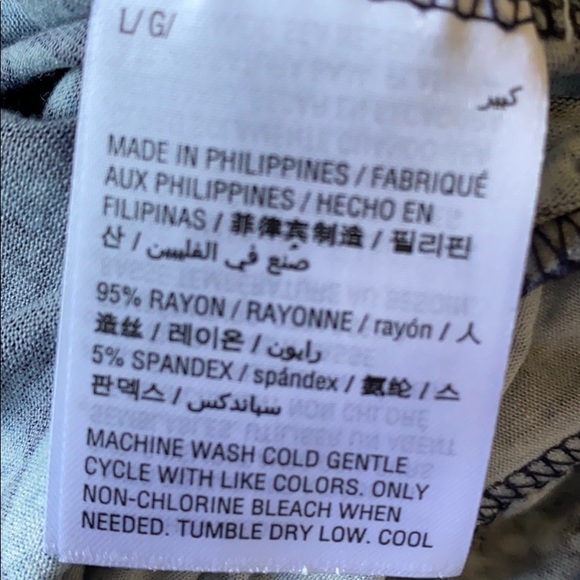 L/G/
كبير
MADE IN PHILIPPINES / FABRIQUÉ
AUX PHILIPPINES / HECHO EN
FILIPINAS / 菲律宾制造 / 필리핀
산 / صنع في الفلبين
95% RAYON / RAYONNE / rayón / 人
造丝 / 레이온 / رايون
5% SPANDEX / spándex / 氨纶 / 스
판덱스 / سباندكس
MACHINE WASH COLD GENTLE
CYCLE WITH LIKE COLORS. ONLY
NON-CHLORINE BLEACH WHEN
NEEDED. TUMBLE DRY LOW. COOL